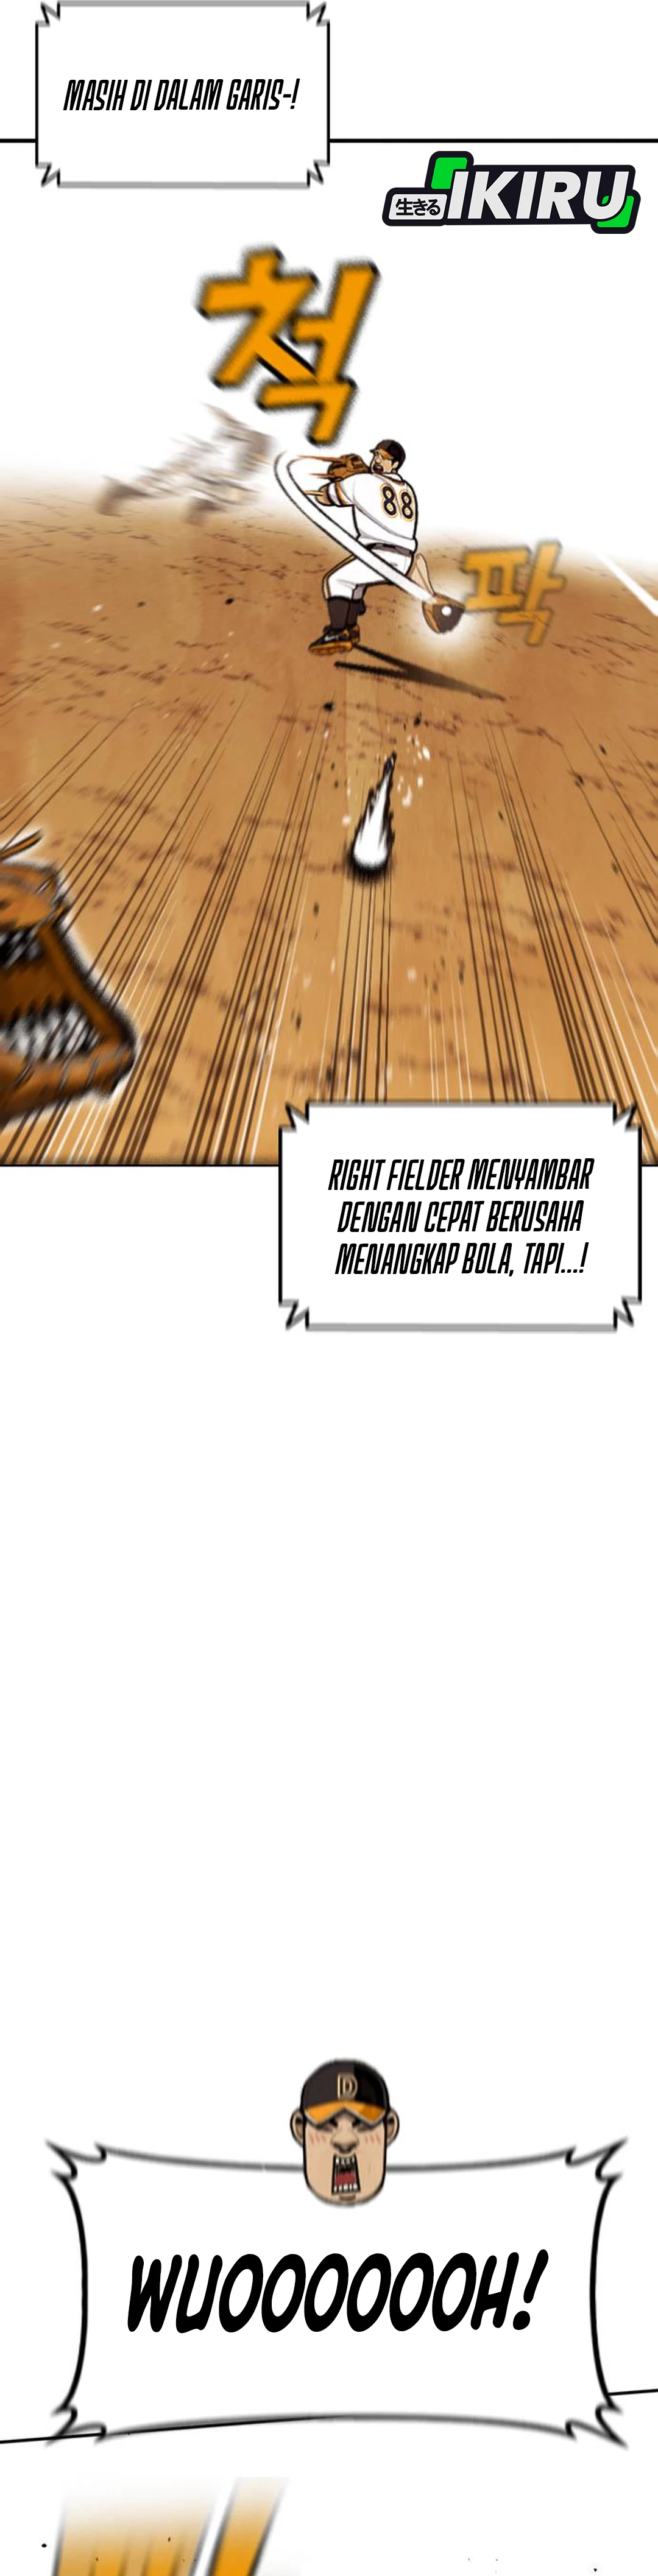 MASIH DI DALAM GARIS-!
生きる IKIRU
척
88
팍
RIGHT FIELDER MENYAMBAR
DENGAN CEPAT BERUSAHA
MENANGKAP BOLA, TAPI...!
D
WUOOOOOOH!